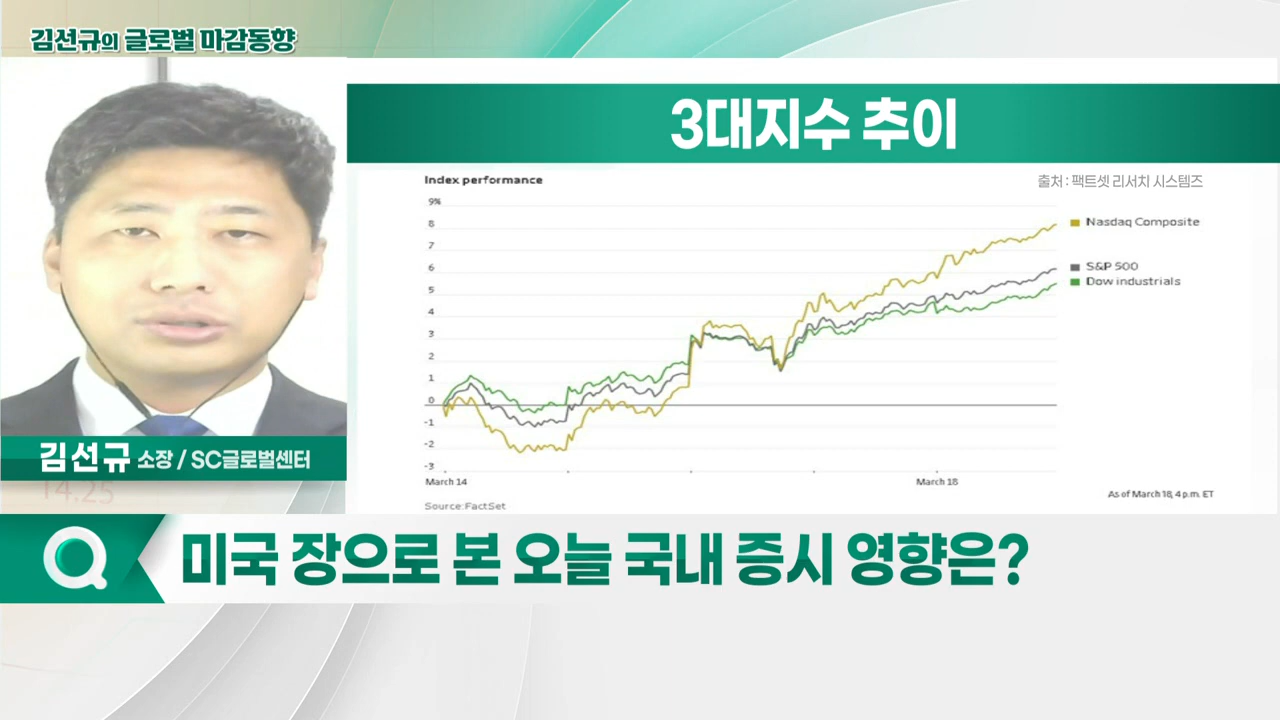 김선규의 글로벌 마감동향
3대지수 추이
Index performance
출처 : 팩트셋 리서치 시스템즈
9%
8
7
6
5
4
3
2
1
0
-1
-2
-3
Nasdaq Composite
S&P 500
Dow industrials
March 14
March 18
As of March 18, 4 p.m. ET
Source: FactSet
김선규 소장 / SC글로벌센터
14.25
미국 장으로 본 오늘 국내 증시 영향은?